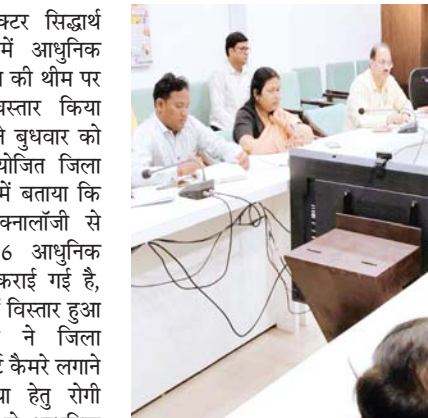 क्टर सिद्धार्थ
में आधुनिक
की थीम पर
स्तार किया
बुधवार को
योजित जिला
में बताया कि
क्नालॉजी से
6 आधुनिक
कराई गई है,
विस्तार हुआ
ने जिला
कैमरे लगाने
हेतु रोगी